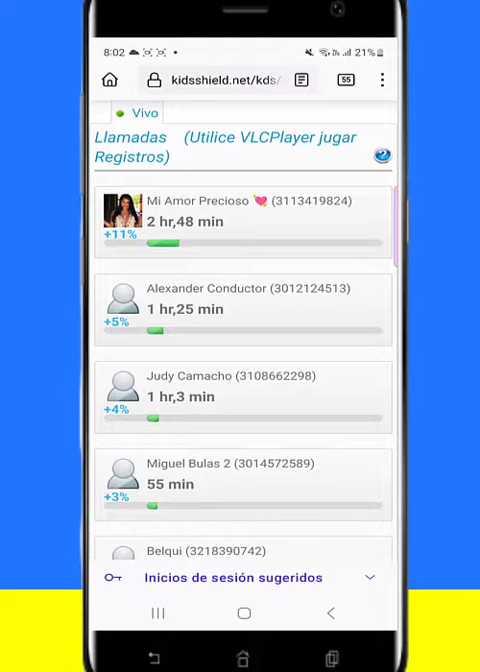 8:02 21%
kidsshield.net/kds/ 55
Vivo
Llamadas (Utilice VLCPlayer jugar
Registros)
Mi Amor Precioso 💘 (3113419824)
2 hr,48 min
+11%
Alexander Conductor (3012124513)
1 hr,25 min
+5%
Judy Camacho (3108662298)
1 hr,3 min
+4%
Miguel Bulas 2 (3014572589)
55 min
+3%
Belqui (3218390742)
Inicios de sesión sugeridos